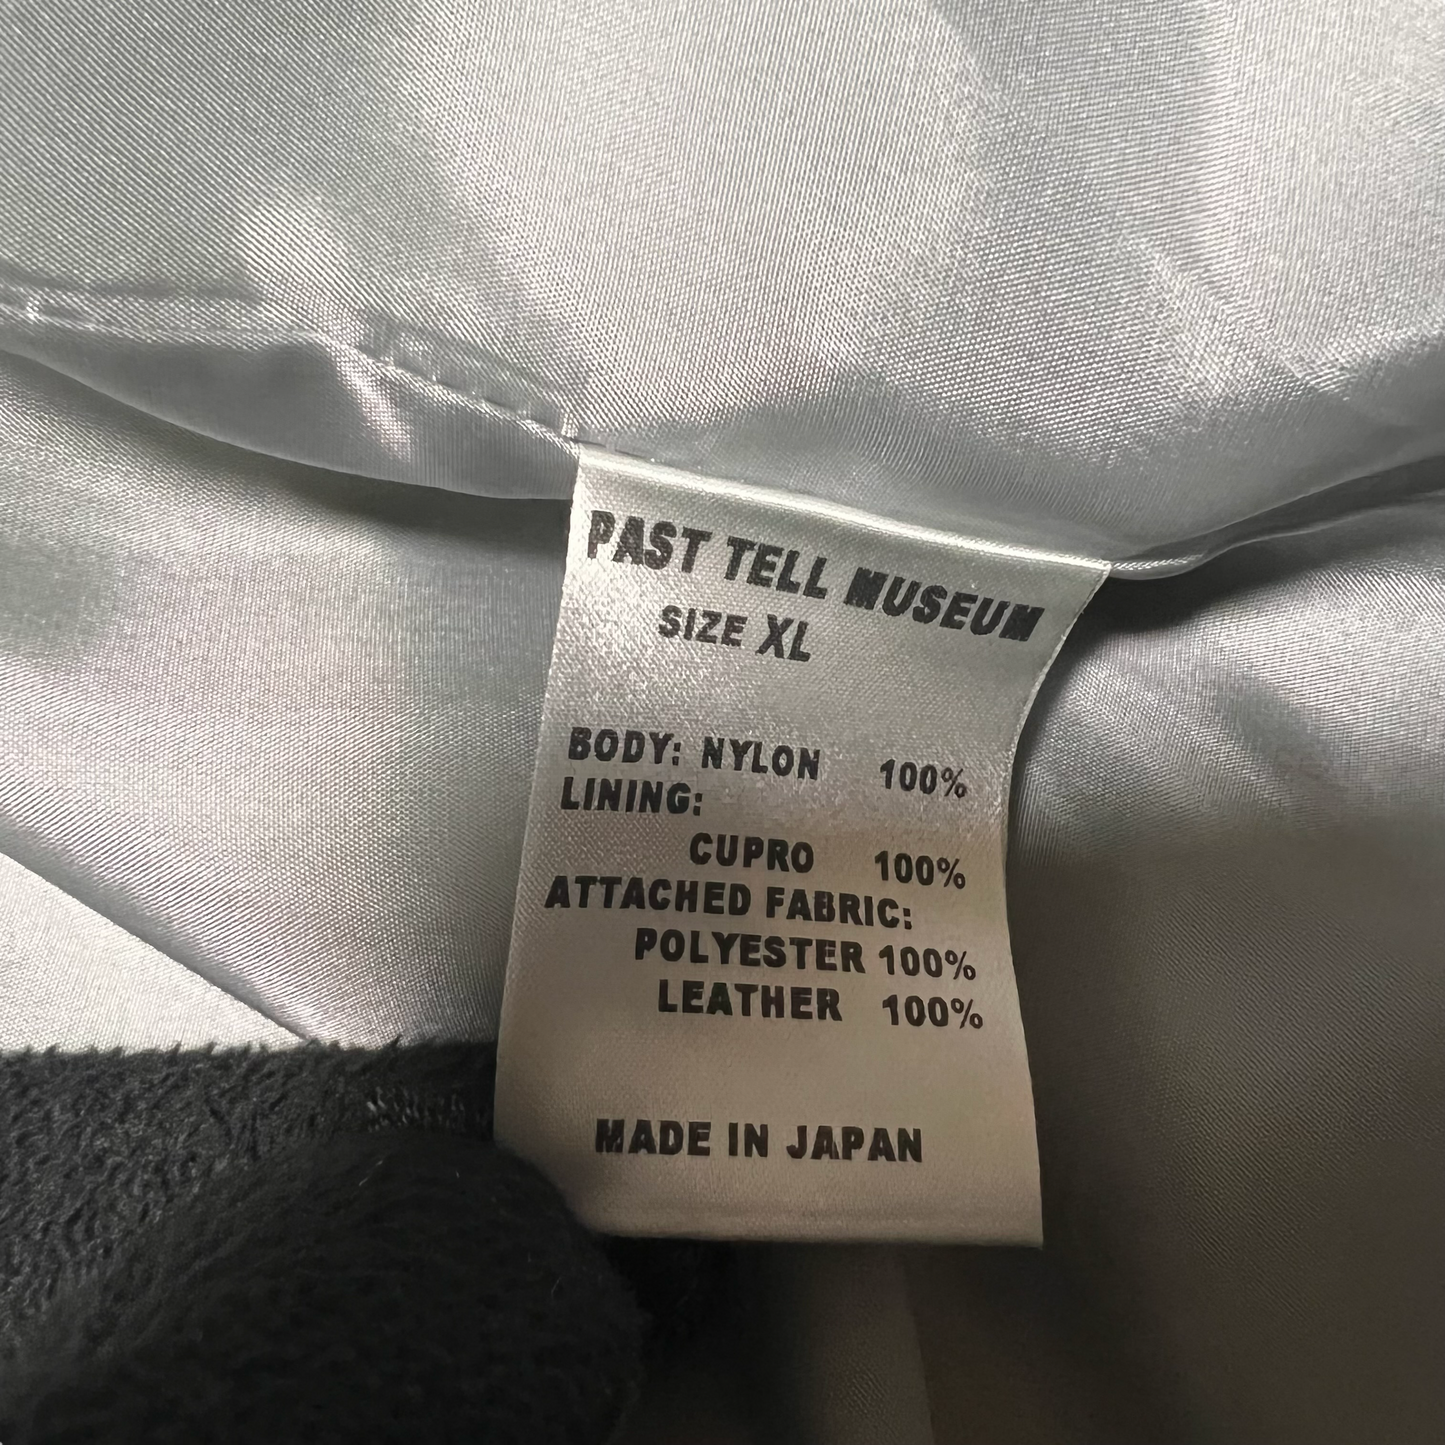 PAST TELL MUSEUM
SIZE XL
BODY: NYLON 100%
LINING:
CUPRO 100%
ATTACHED FABRIC:
POLYESTER 100%
LEATHER 100%
MADE IN JAPAN